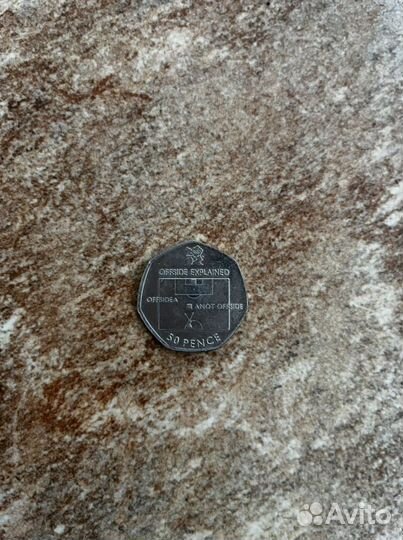 OFFSIDE EXPLAINED
OFFSIDE
NOT OFFSIDE
50 PENCE
Avito